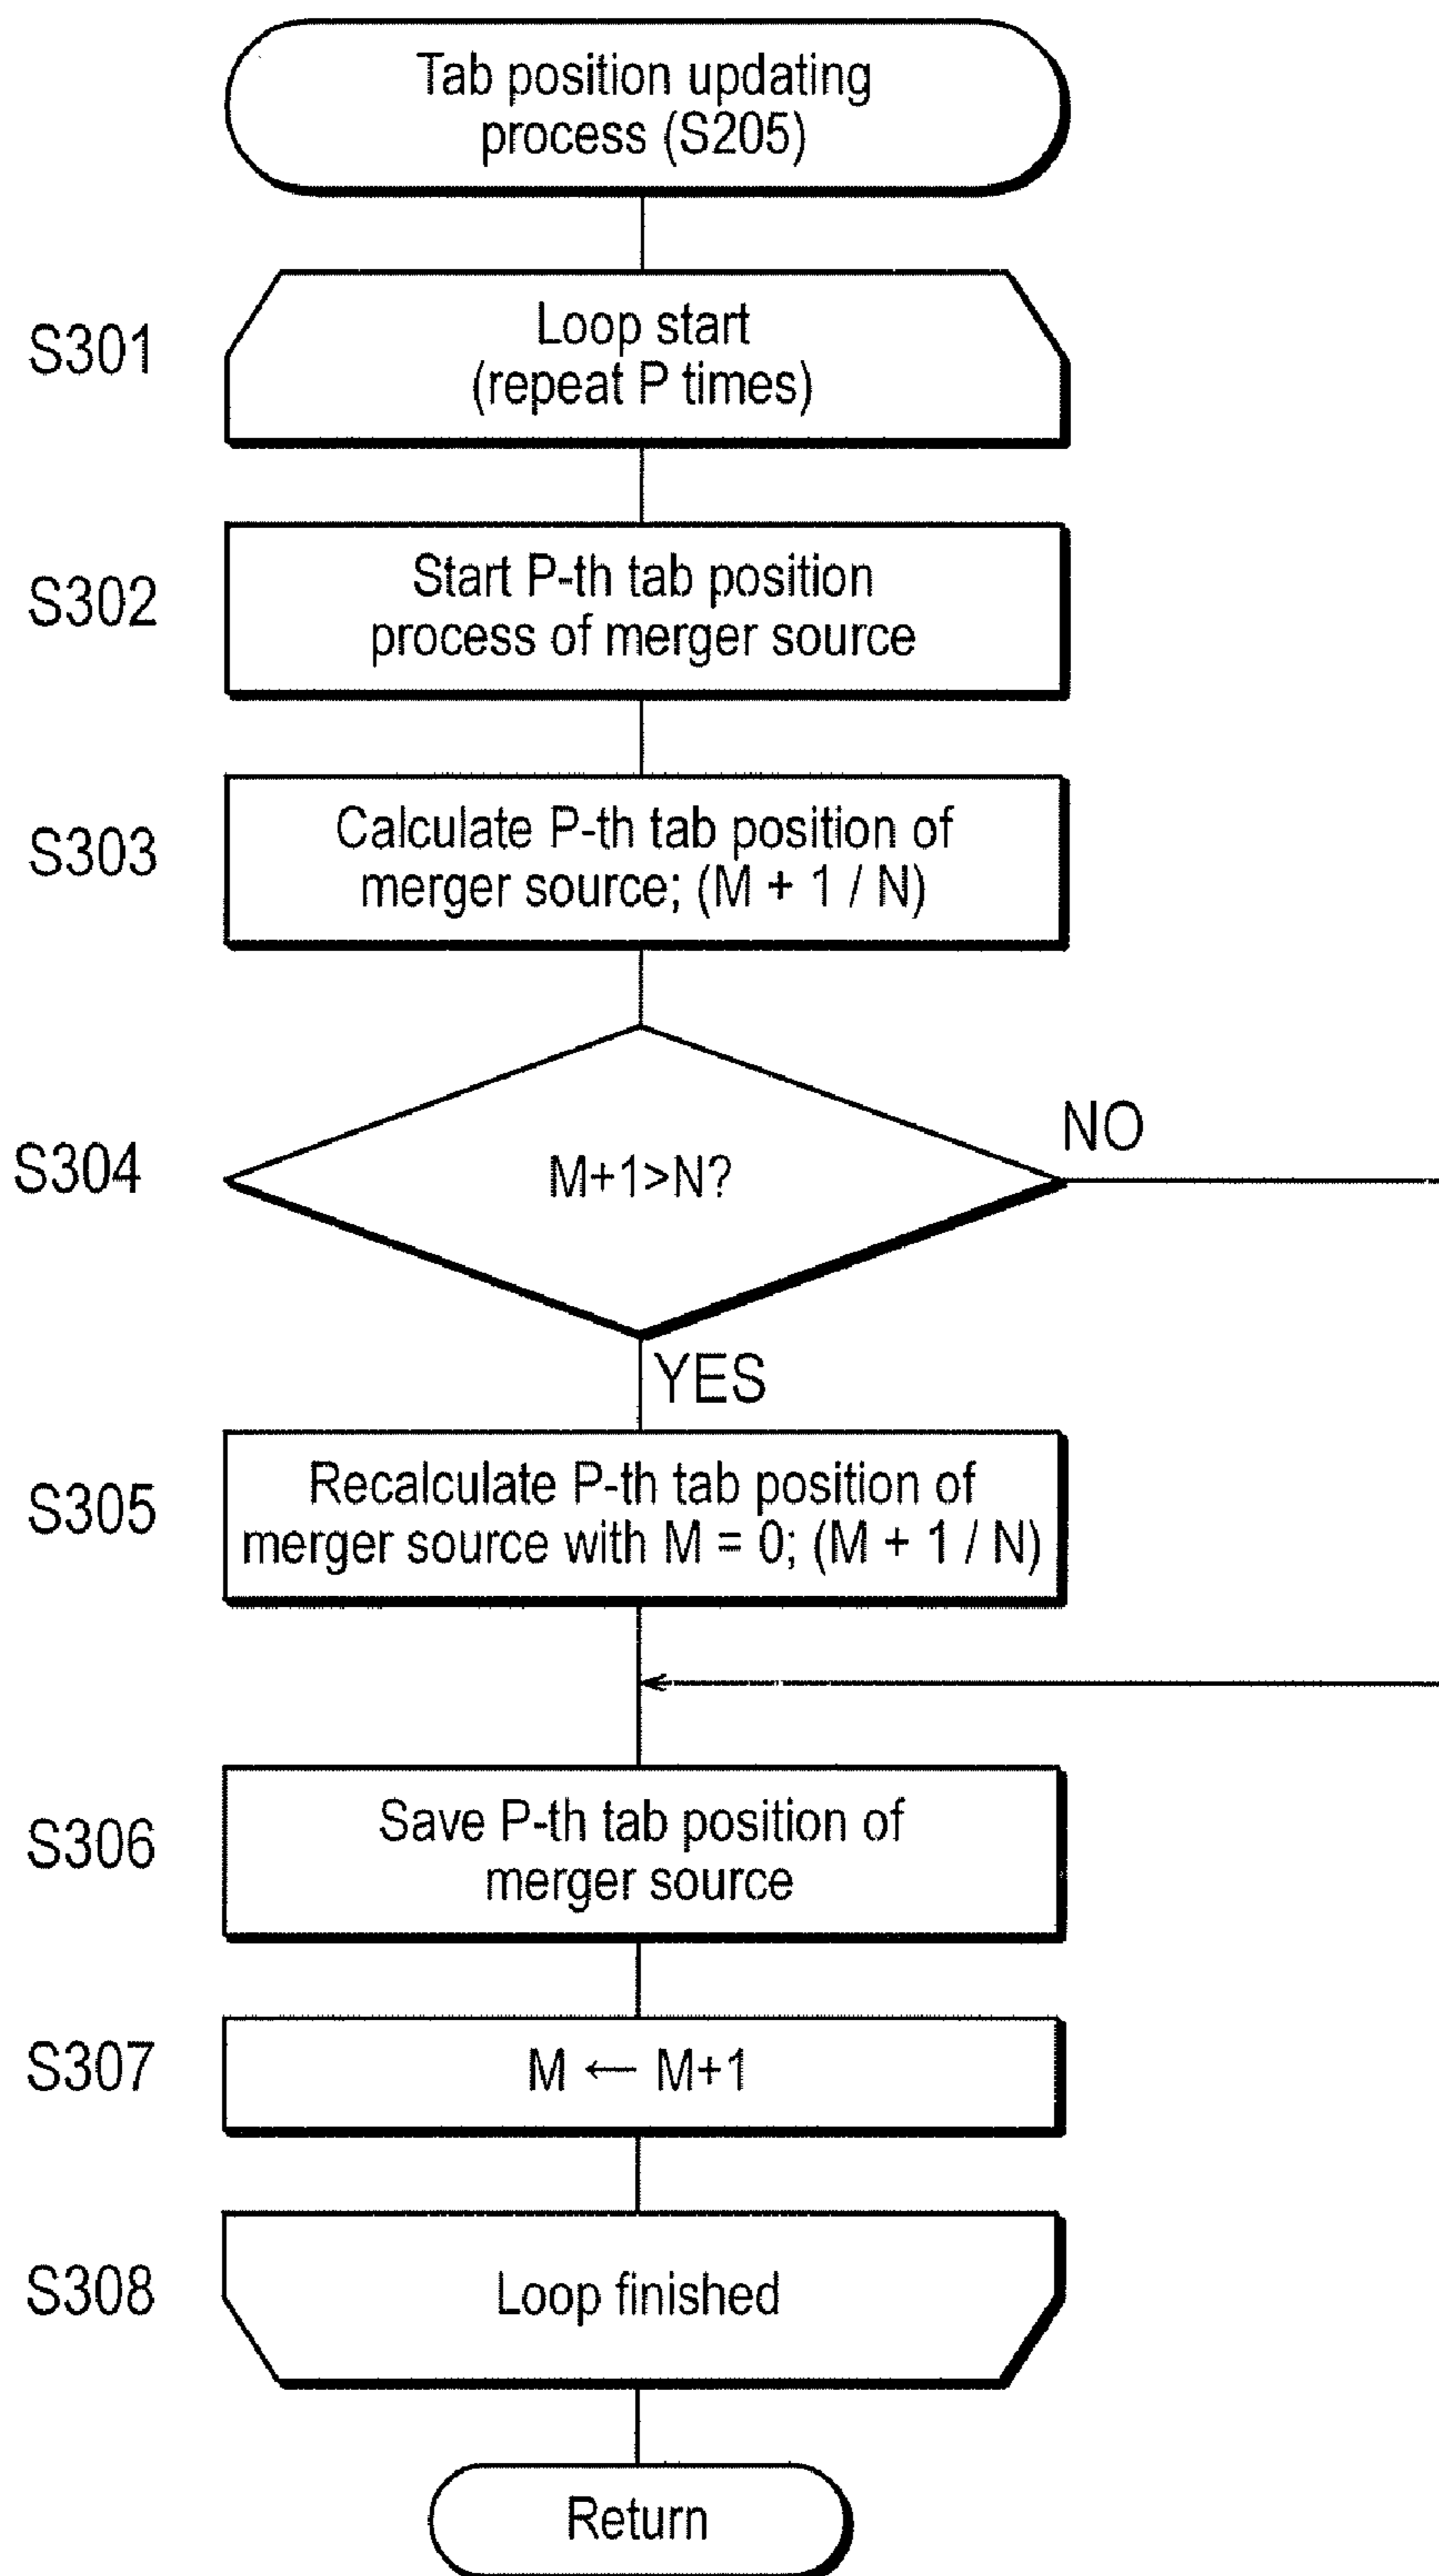 Tab position updating
process (S205)
S301
Loop start
(repeat P times)
S302
Start P-th tab position
process of merger source
S303
Calculate P-th tab position of
merger source; (M + 1 / N)
S304
M+1>N?
NO
YES
S305
Recalculate P-th tab position of
merger source with M = 0; (M + 1 / N)
S306
Save P-th tab position of
merger source
S307
M ← M+1
S308
Loop finished
Return